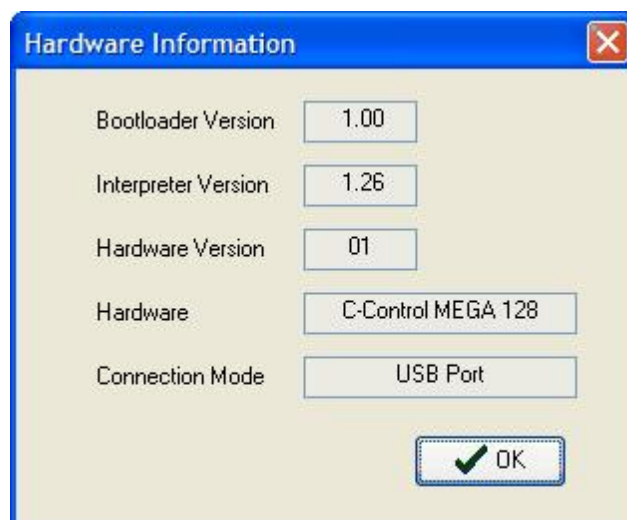 Hardware Information
Bootloader Version 1.00
Interpreter Version 1.26
Hardware Version 01
Hardware C-Control MEGA 128
Connection Mode USB Port
OK